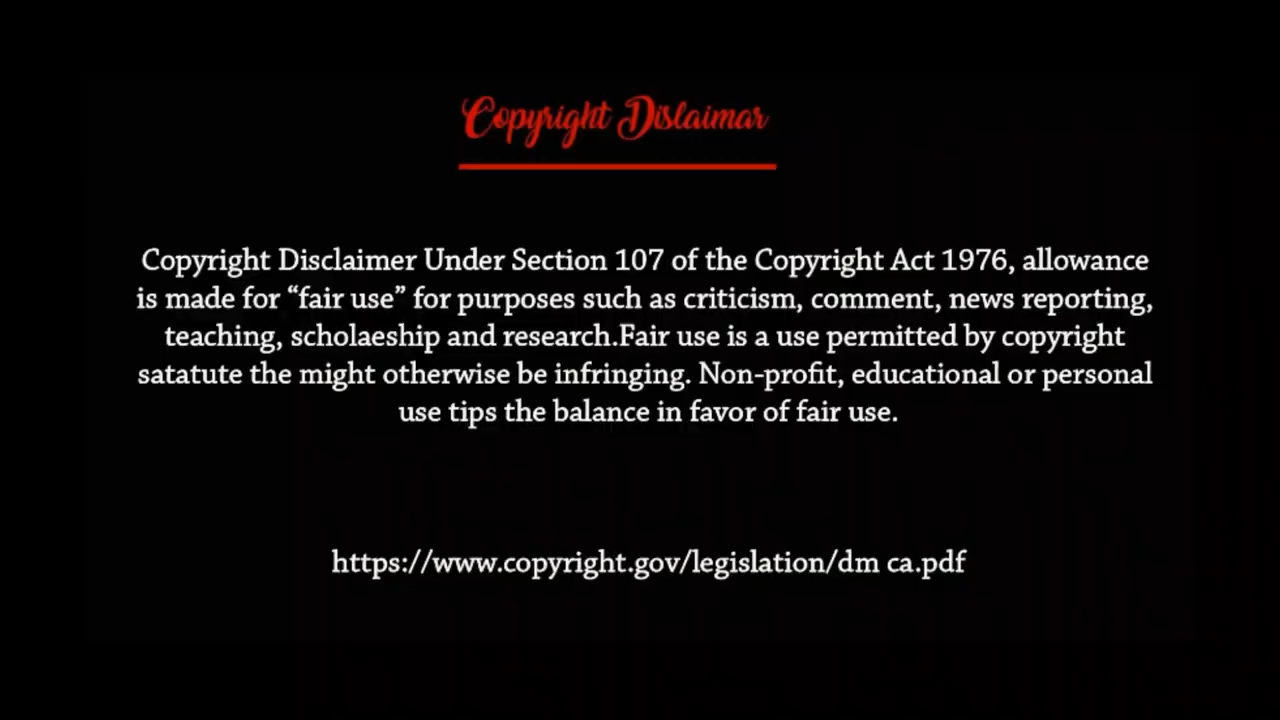 Copyright Dislaimar
Copyright Disclaimer Under Section 107 of the Copyright Act 1976, allowance
is made for “fair use” for purposes such as criticism, comment, news reporting,
teaching, scholaeship and research.Fair use is a use permitted by copyright
satatute the might otherwise be infringing. Non-profit, educational or personal
use tips the balance in favor of fair use.
https://www.copyright.gov/legislation/dm ca.pdf